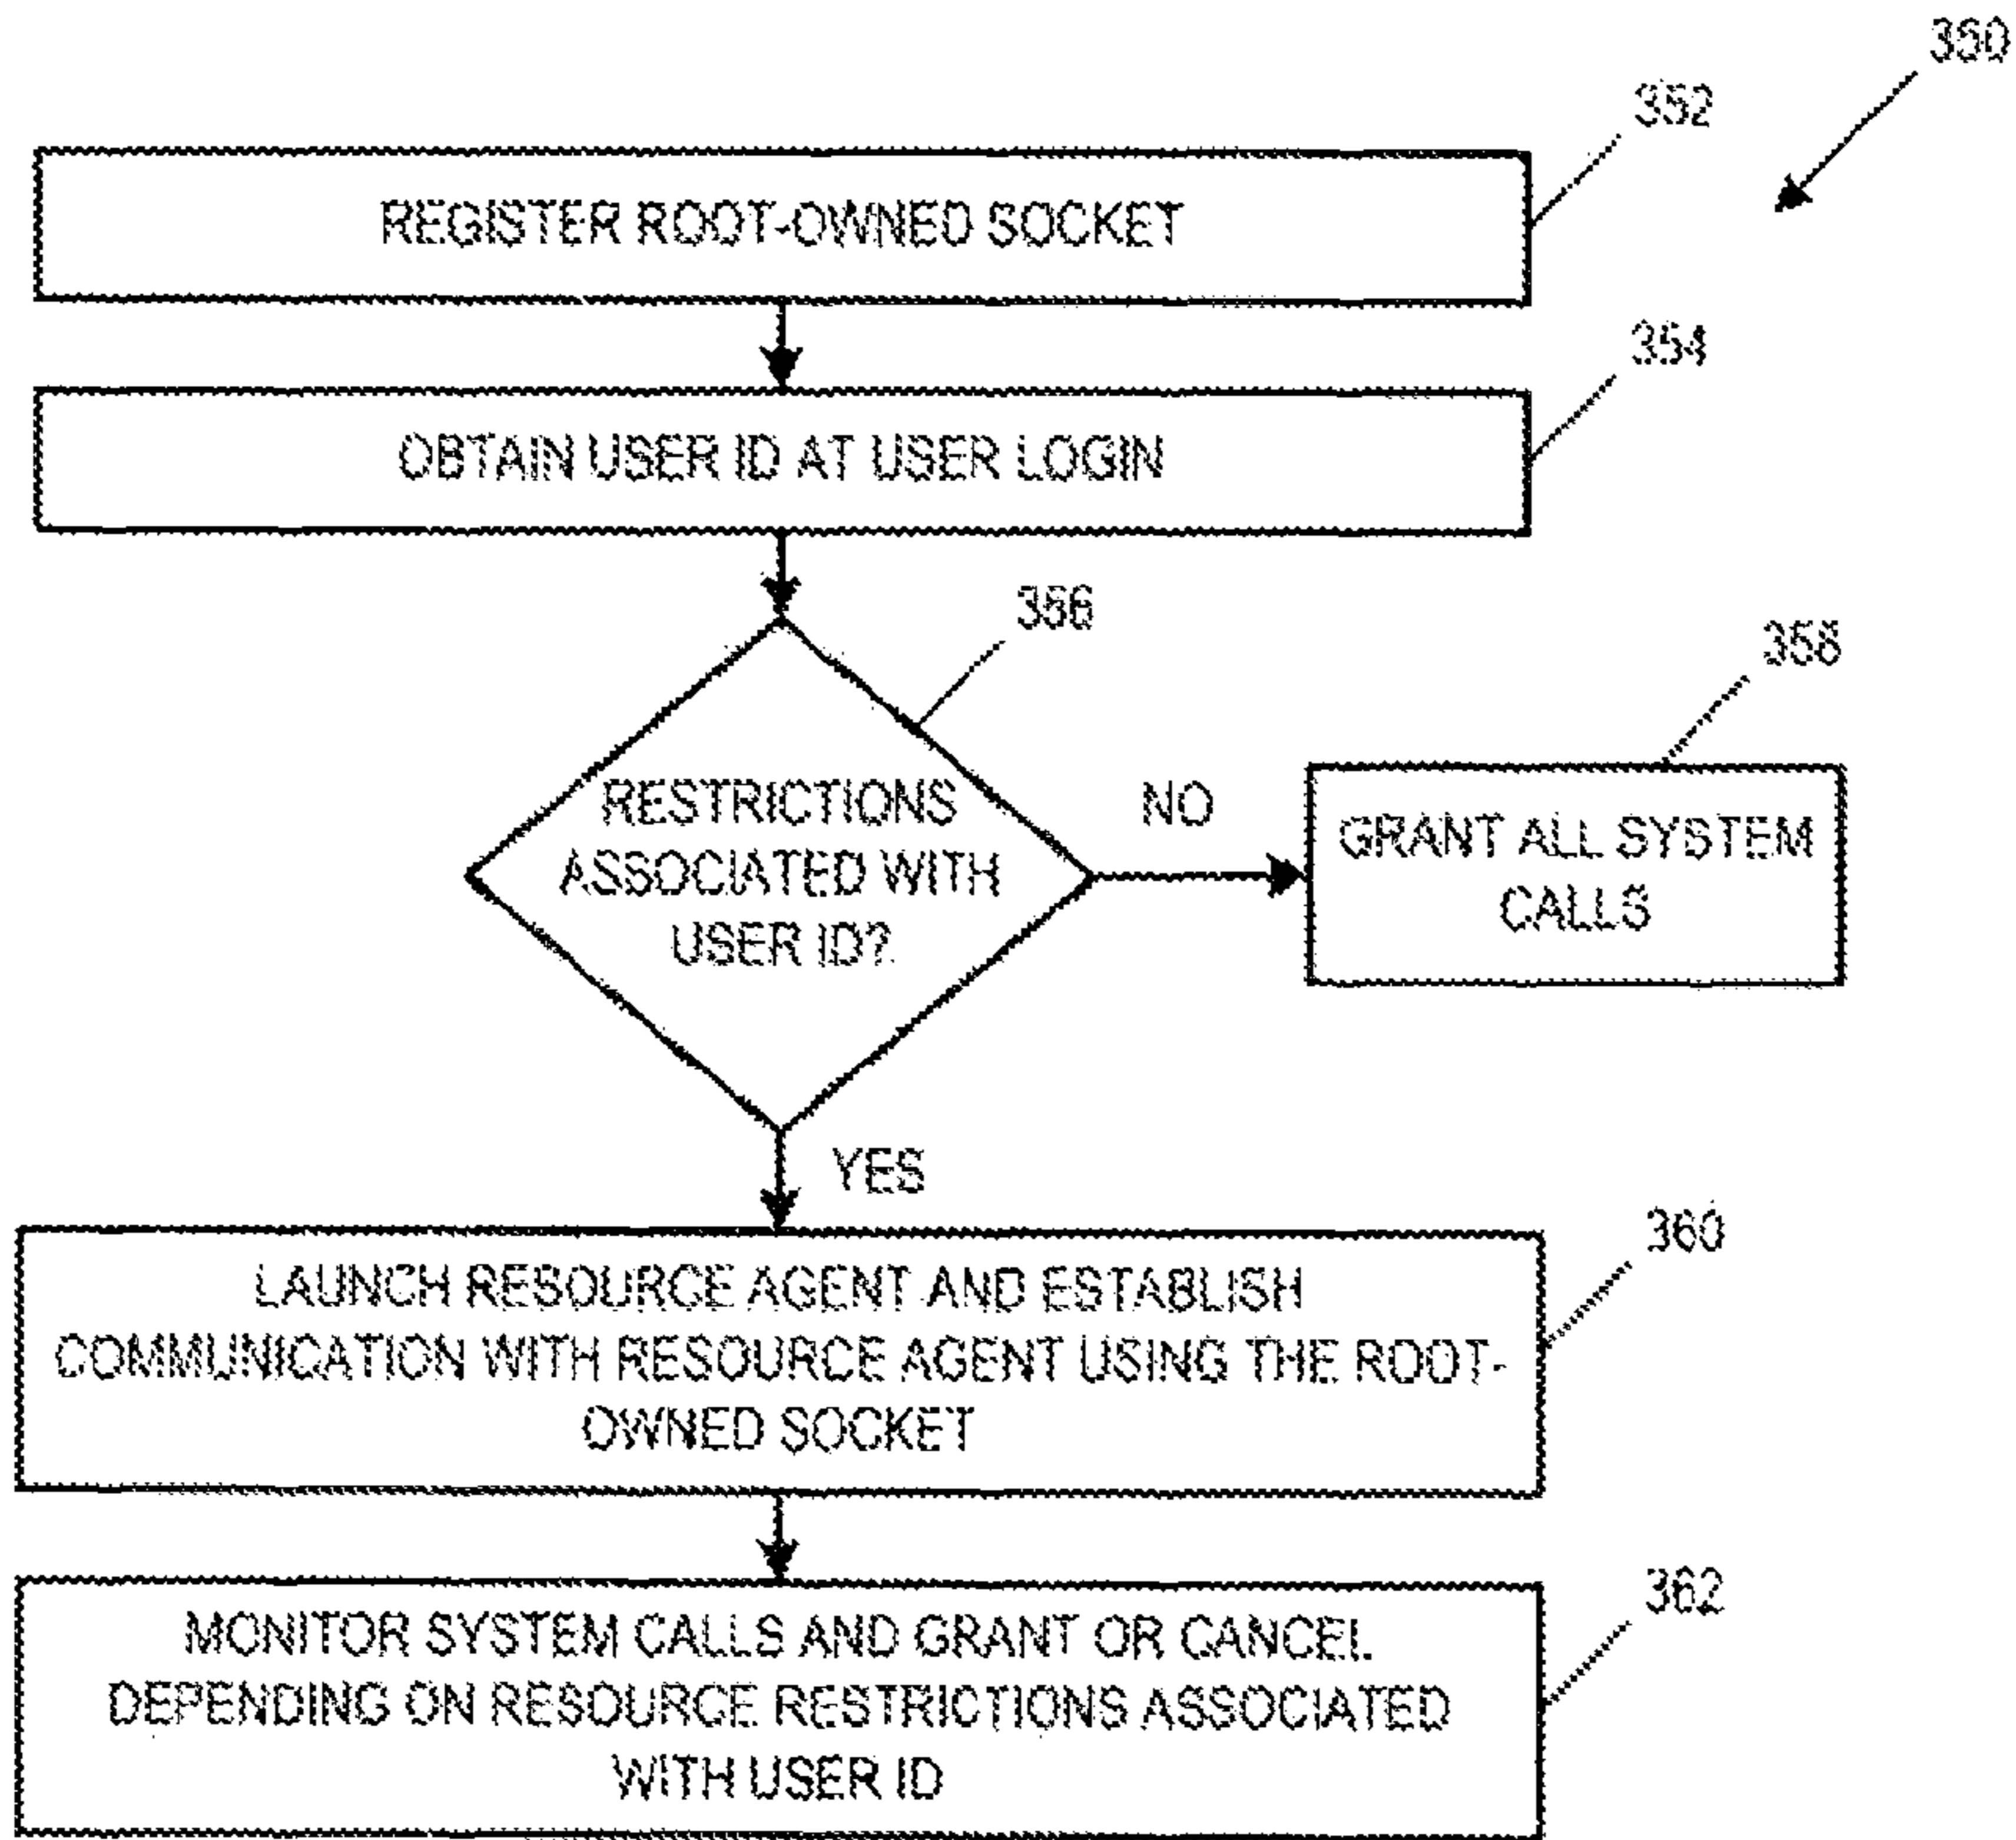 350
352
REGISTER ROOT-OWNED SOCKET
354
OBTAIN USER ID AT USER LOGIN
356
358
RESTRICTIONS
ASSOCIATED WITH
USER ID?
NO
GRANT ALL SYSTEM
CALLS
YES
360
LAUNCH RESOURCE AGENT AND ESTABLISH
COMMUNICATION WITH RESOURCE AGENT USING THE ROOT-
OWNED SOCKET
362
MONITOR SYSTEM CALLS AND GRANT OR CANCEL
DEPENDING ON RESOURCE RESTRICTIONS ASSOCIATED
WITH USER ID